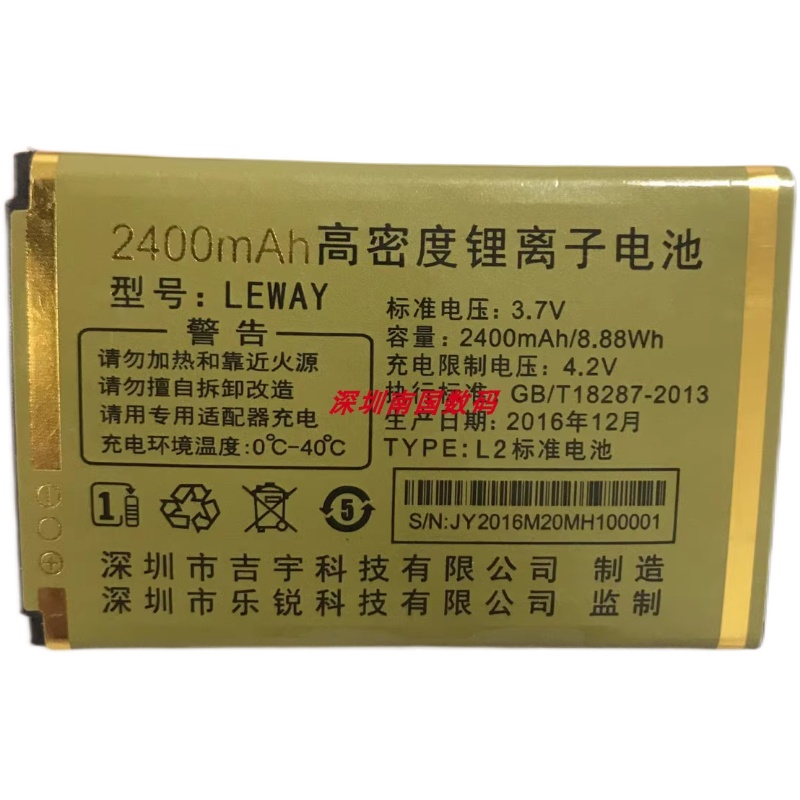 2400mAh高密度锂离子电池
型号：LEWAY
警告
请勿加热和靠近火源
请勿擅自拆卸改造
请用专用适配器充电
充电环境温度：0℃-40℃
标准电压：3.7V
容量：2400mAh/8.88Wh
充电限制电压：4.2V
执行标准：GB/T18287-2013
生产日期：2016年12月
TYPE：L2标准电池
深圳南国数码
1
5
S/N:JY2016M20MH100001
深圳市吉宇科技有限公司 制造
深圳市乐锐科技有限公司 监制